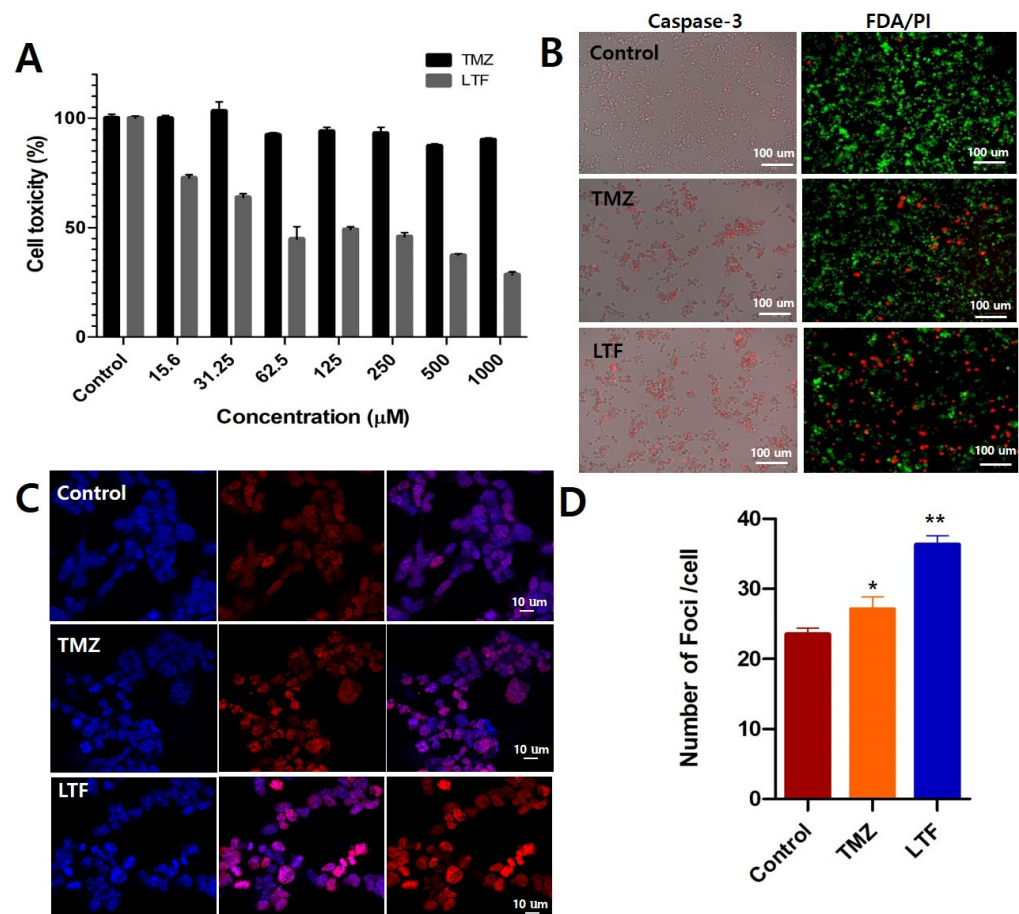 A
TMZ
LTF
Cell toxicity (%)
100
50
0
Control
15.6
31.25
62.5
125
250
500
1000
Concentration (μM)
B
Caspase-3
FDA/PI
Control
100 um
100 um
TMZ
100 um
100 um
LTF
100 um
100 um
C
Control
10 um
TMZ
10 um
LTF
10 um
D
Number of Foci /cell
40
30
20
10
0
*
**
Control
TMZ
LTF